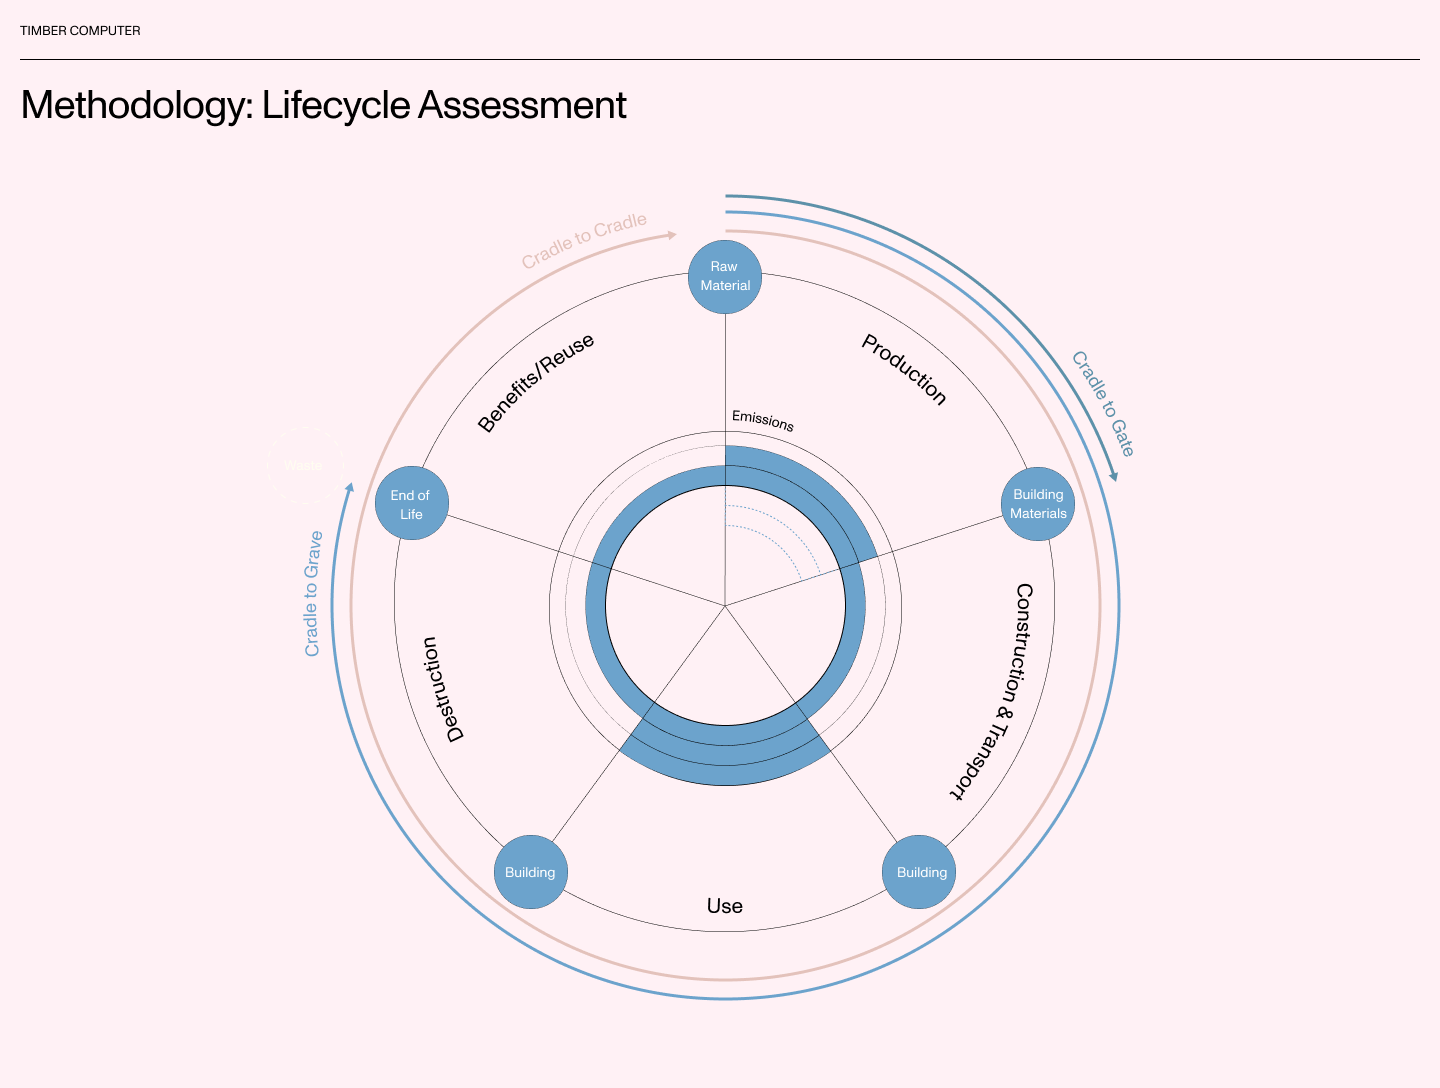 TIMBER COMPUTER
Methodology: Lifecycle Assessment
Cradle to Cradle
Raw
Material
Benefits/Reuse
Production
Cradle to Gate
Emissions
Waste
End of
Life
Building
Materials
Cradle to Grave
Construction & Transport
Destruction
Building
Building
Use